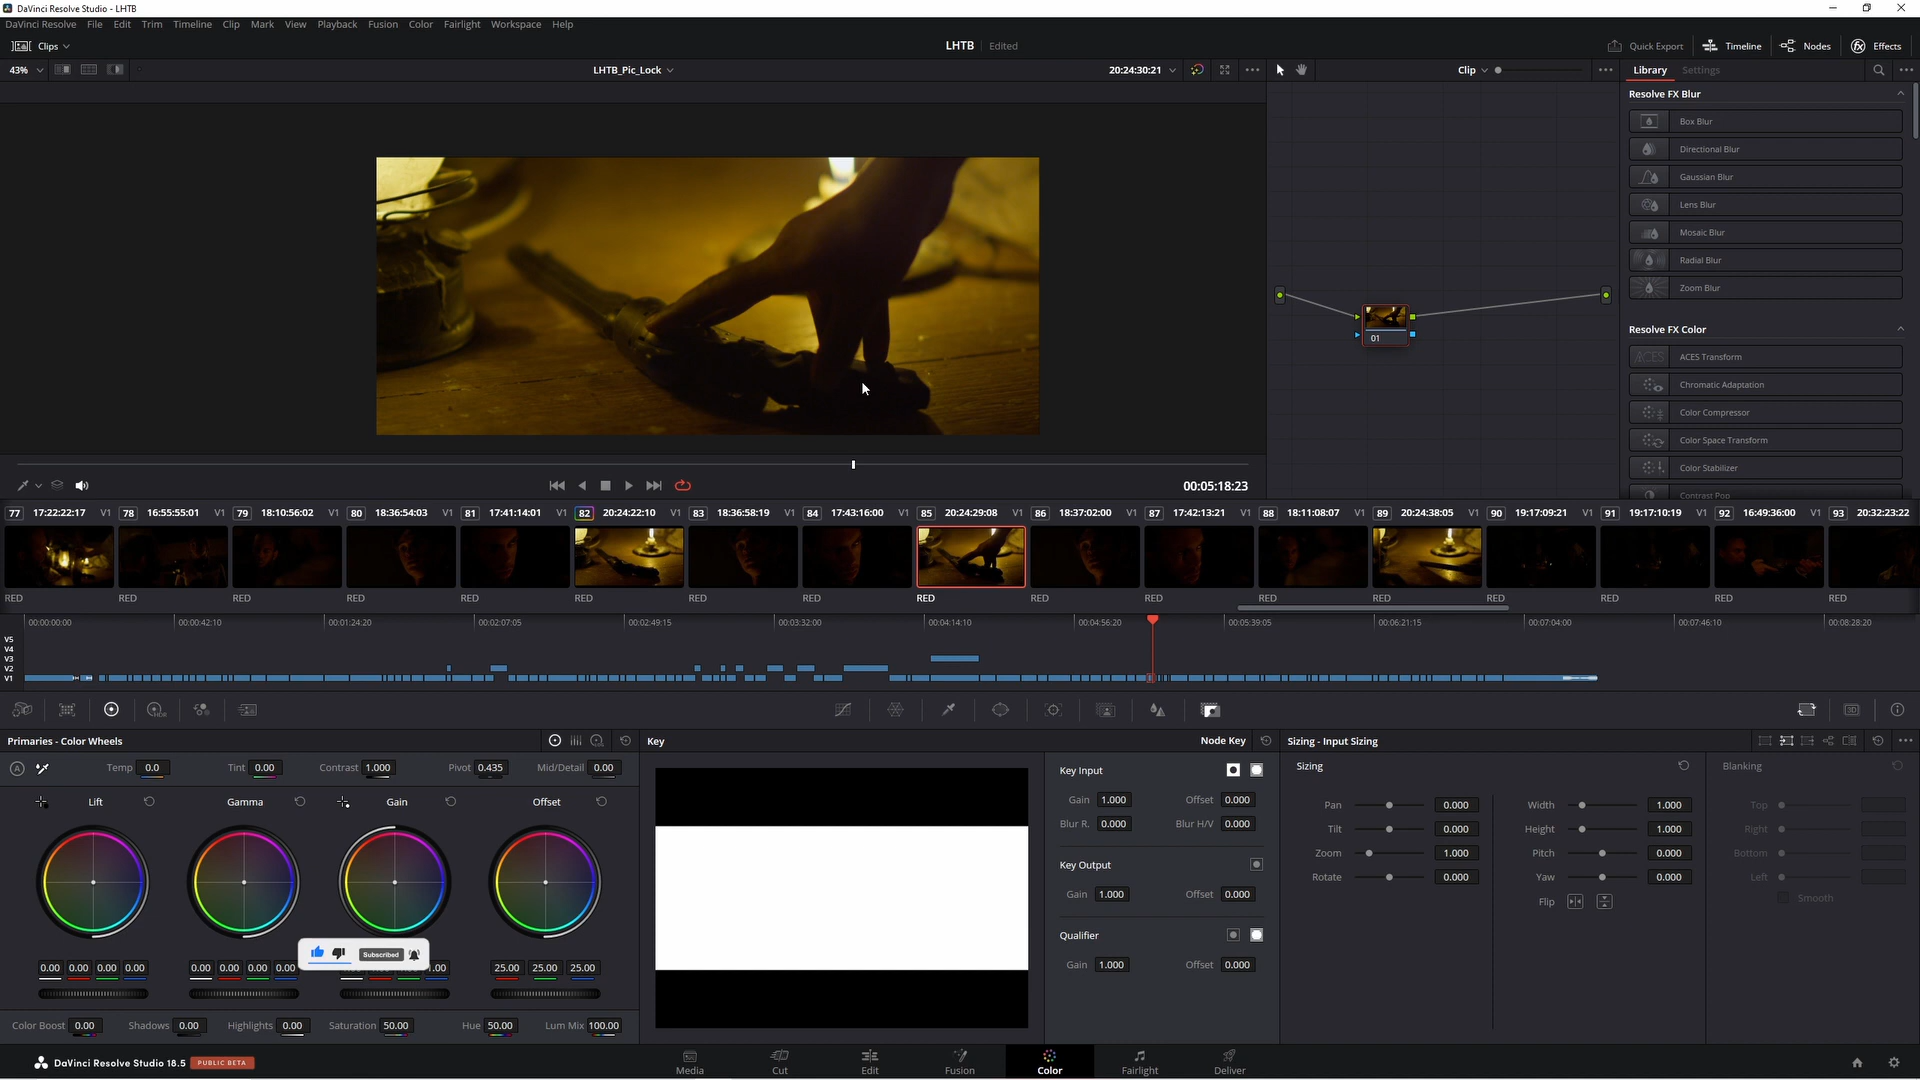 DaVinci Resolve Studio - LHTB
DaVinci Resolve File Edit Trim Timeline Clip Mark View Playback Fusion Color Fairlight Workspace Help
Clips LHTB Edited Quick Export Timeline Nodes Effects
43% LHTB_Pic_Lock 20:24:30:21 Clip Library Settings
Resolve FX Blur
Box Blur
Directional Blur
Gaussian Blur
Lens Blur
Mosaic Blur
Radial Blur
Zoom Blur
Resolve FX Color
ACES Transform
Chromatic Adaptation
Color Compressor
Color Space Transform
Color Stabilizer
Contrast Pop
01
00:05:18:23
77 17:22:22:17 V1 78 16:55:55:01 V1 79 18:10:56:02 V1 80 18:36:54:03 V1 81 17:41:14:01 V1 82 20:24:22:10 V1 83 18:36:58:19 V1 84 17:43:16:00 V1 85 20:24:29:08 V1 86 18:37:02:00 V1 87 17:42:13:21 V1 88 18:11:08:07 V1 89 20:24:38:05 V1 90 19:17:09:21 V1 91 19:17:10:19 V1 92 16:49:36:00 V1 93 20:32:23:22
RED RED RED RED RED RED RED RED RED RED RED RED RED RED RED RED RED
00:00:00:00 00:00:42:10 00:01:24:20 00:02:07:05 00:02:49:15 00:03:32:00 00:04:14:10 00:04:56:20 00:05:39:05 00:06:21:15 00:07:04:00 00:07:46:10 00:08:28:20
V5
V4
V3
V2
V1
Primaries - Color Wheels Key Node Key Sizing - Input Sizing
A Temp 0.0 Tint 0.00 Contrast 1.000 Pivot 0.435 Mid/Detail 0.00
Lift Gamma Gain Offset
0.00 0.00 0.00 0.00 0.00 0.00 0.00 0.00 1.00 25.00 25.00 25.00
Subscribed
Color Boost 0.00 Shadows 0.00 Highlights 0.00 Saturation 50.00 Hue 50.00 Lum Mix 100.00
Key Input
Gain 1.000 Offset 0.000
Blur R. 0.000 Blur H/V 0.000
Key Output
Gain 1.000 Offset 0.000
Qualifier
Gain 1.000 Offset 0.000
Sizing Blanking
Pan 0.000 Width 1.000 Top
Tilt 0.000 Height 1.000 Right
Zoom 1.000 Pitch 0.000 Bottom
Rotate 0.000 Yaw 0.000 Left
Flip Smooth
DaVinci Resolve Studio 18.5 PUBLIC BETA
Media Cut Edit Fusion Color Fairlight Deliver